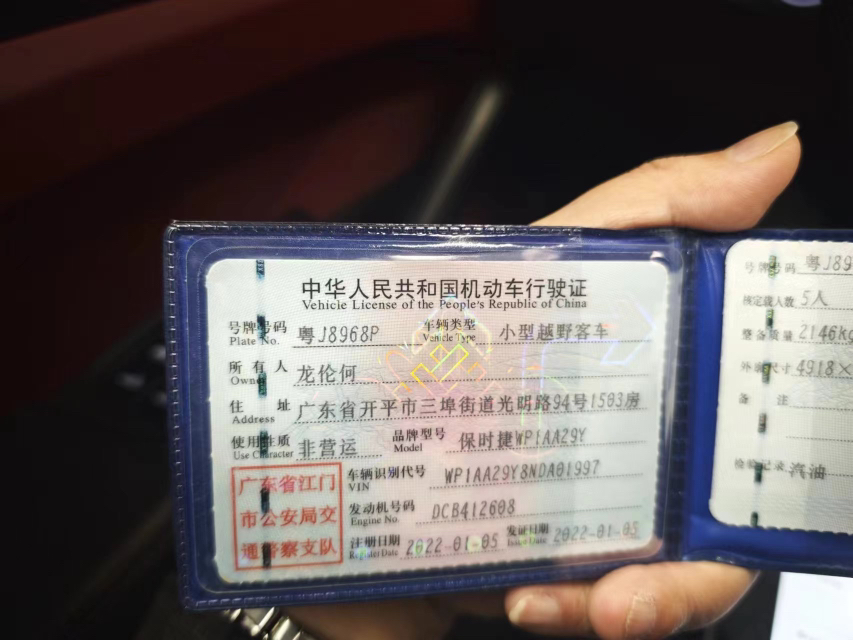 中华人民共和国机动车行驶证
Vehicle License of the People's Republic of China
号牌号码 粤J8968P 车辆类型 小型越野客车
Plate No. Vehicle Type
所有人 龙伦何
Owner
住址 广东省开平市三埠街道光明路94号1503房
Address
使用性质 非营运 品牌型号 保时捷WP1AA29Y
Use Character Model
广东省江门
市公安局交
通警察支队
车辆识别代号 WP1AA29Y8NDA01997
VIN
发动机号码 DCB412608
Engine No.
注册日期 2022-01-05 发证日期 2022-01-05
Register Date Issue Date
号牌号码 粤J89
核定载人数 5人
整备质量 2146kg
外廓尺寸 4918×
备注
检验记录 汽油